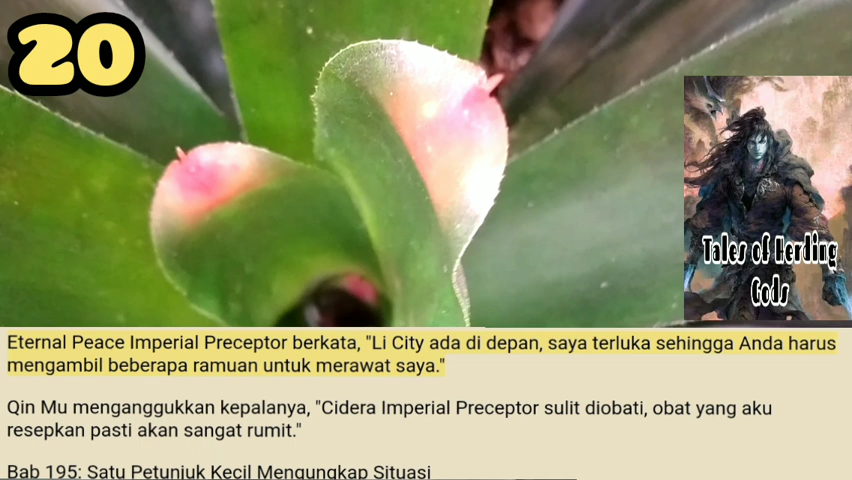 20
Tales of Herding
Gods
Eternal Peace Imperial Preceptor berkata, "Li City ada di depan, saya terluka sehingga Anda harus
mengambil beberapa ramuan untuk merawat saya."
Qin Mu menganggukkan kepalanya, "Cidera Imperial Preceptor sulit diobati, obat yang aku
resepkan pasti akan sangat rumit."
Bab 195: Satu Petunjuk Kecil Mengungkap Situasi